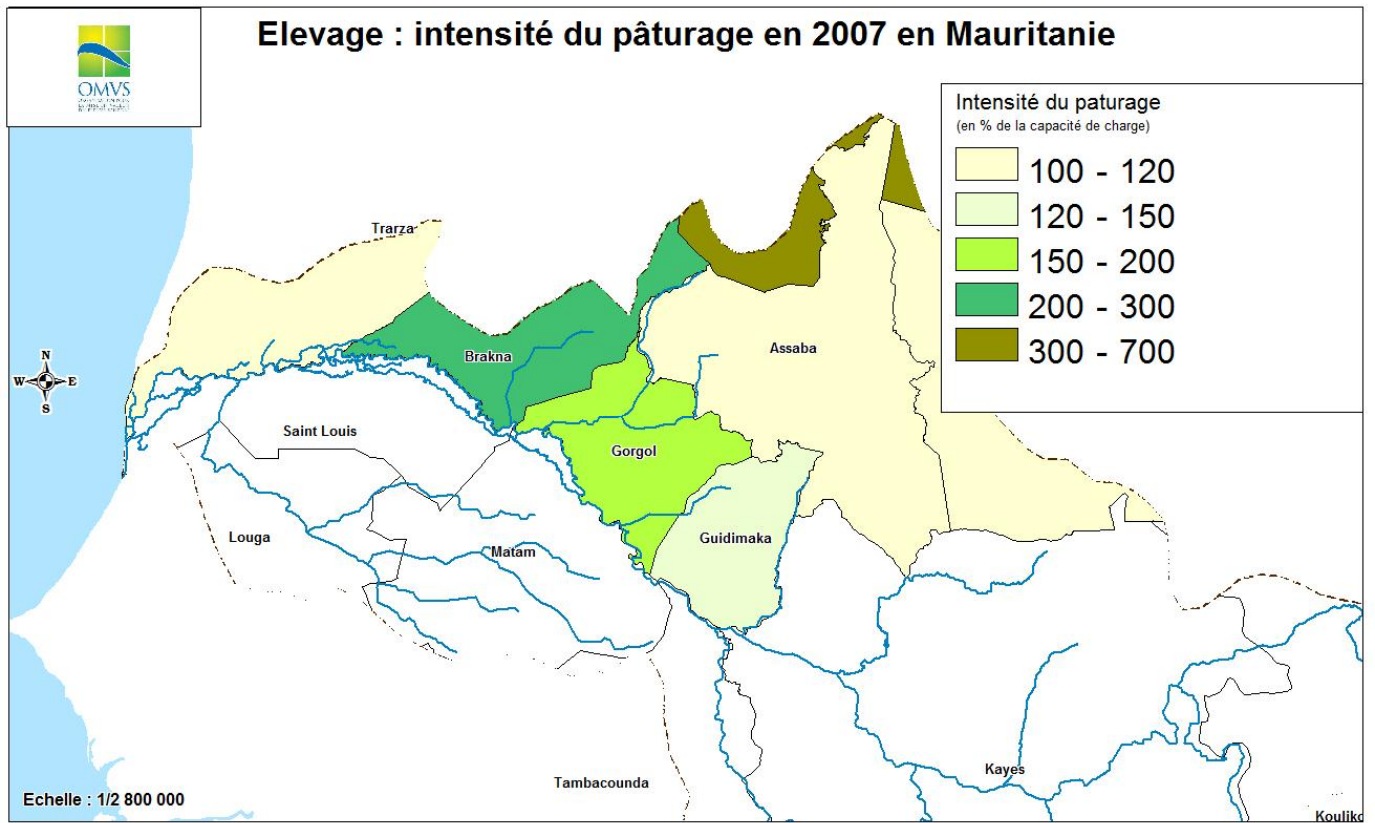 Elevage : intensité du pâturage en 2007 en Mauritanie
OMVS
Intensité du paturage
(en % de la capacité de charge)
100 - 120
120 - 150
150 - 200
200 - 300
300 - 700
Trarza
Brakna
Assaba
N
W E
S
Saint Louis
Gorgol
Louga
Matam
Guidimaka
Tambacounda
Kayes
Echelle : 1/2 800 000
Kouliko